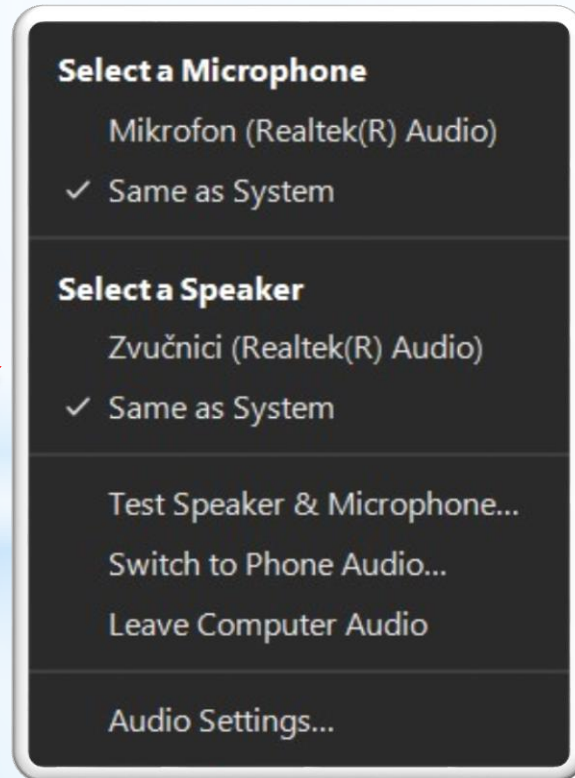 Select a Microphone
Mikrofon (Realtek(R) Audio)
Same as System
Select a Speaker
Zvučnici (Realtek(R) Audio)
Same as System
Test Speaker & Microphone...
Switch to Phone Audio...
Leave Computer Audio
Audio Settings...